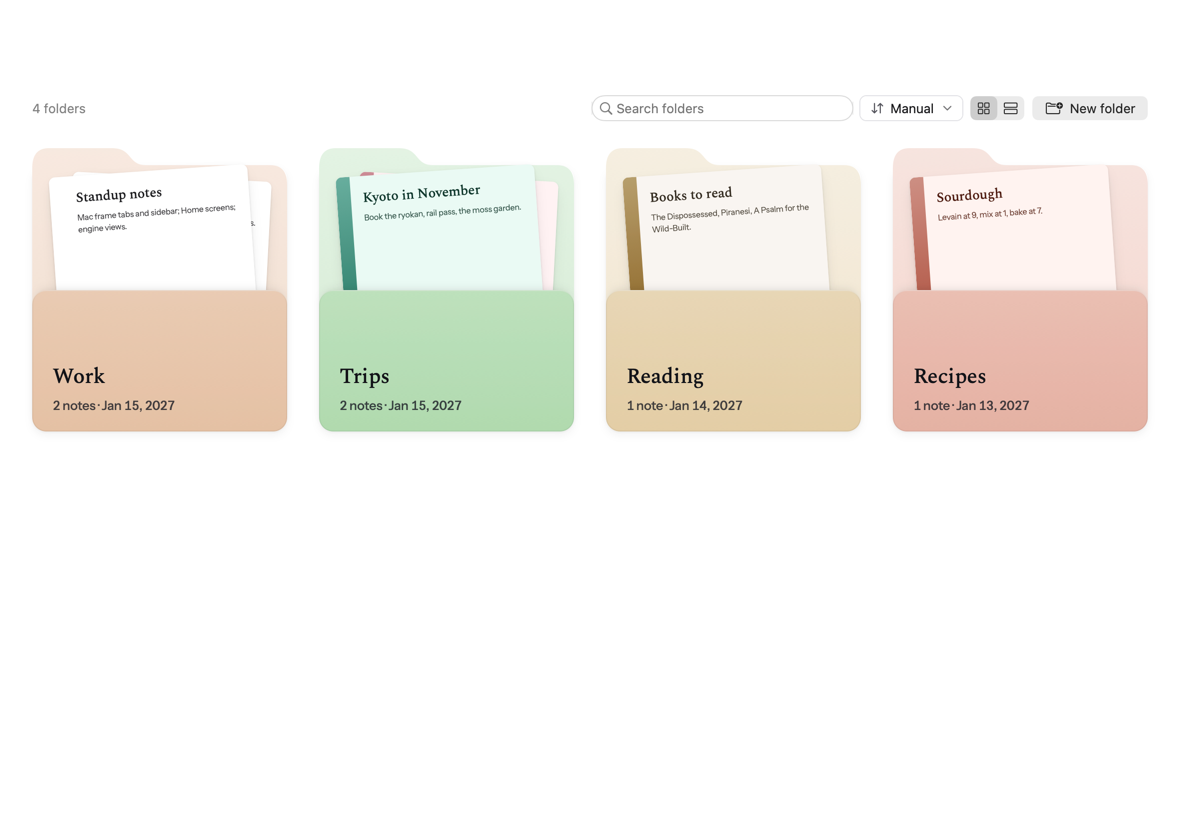 4 folders
Search folders
Manual
New folder
Standup notes
Mac frame tabs and sidebar; Home screens;
engine views.
s.
Work
2 notes · Jan 15, 2027
Kyoto in November
Book the ryokan, rail pass, the moss garden.
Trips
2 notes · Jan 15, 2027
Books to read
The Dispossessed, Piranesi, A Psalm for the
Wild-Built.
Reading
1 note · Jan 14, 2027
Sourdough
Levain at 9, mix at 1, bake at 7.
Recipes
1 note · Jan 13, 2027